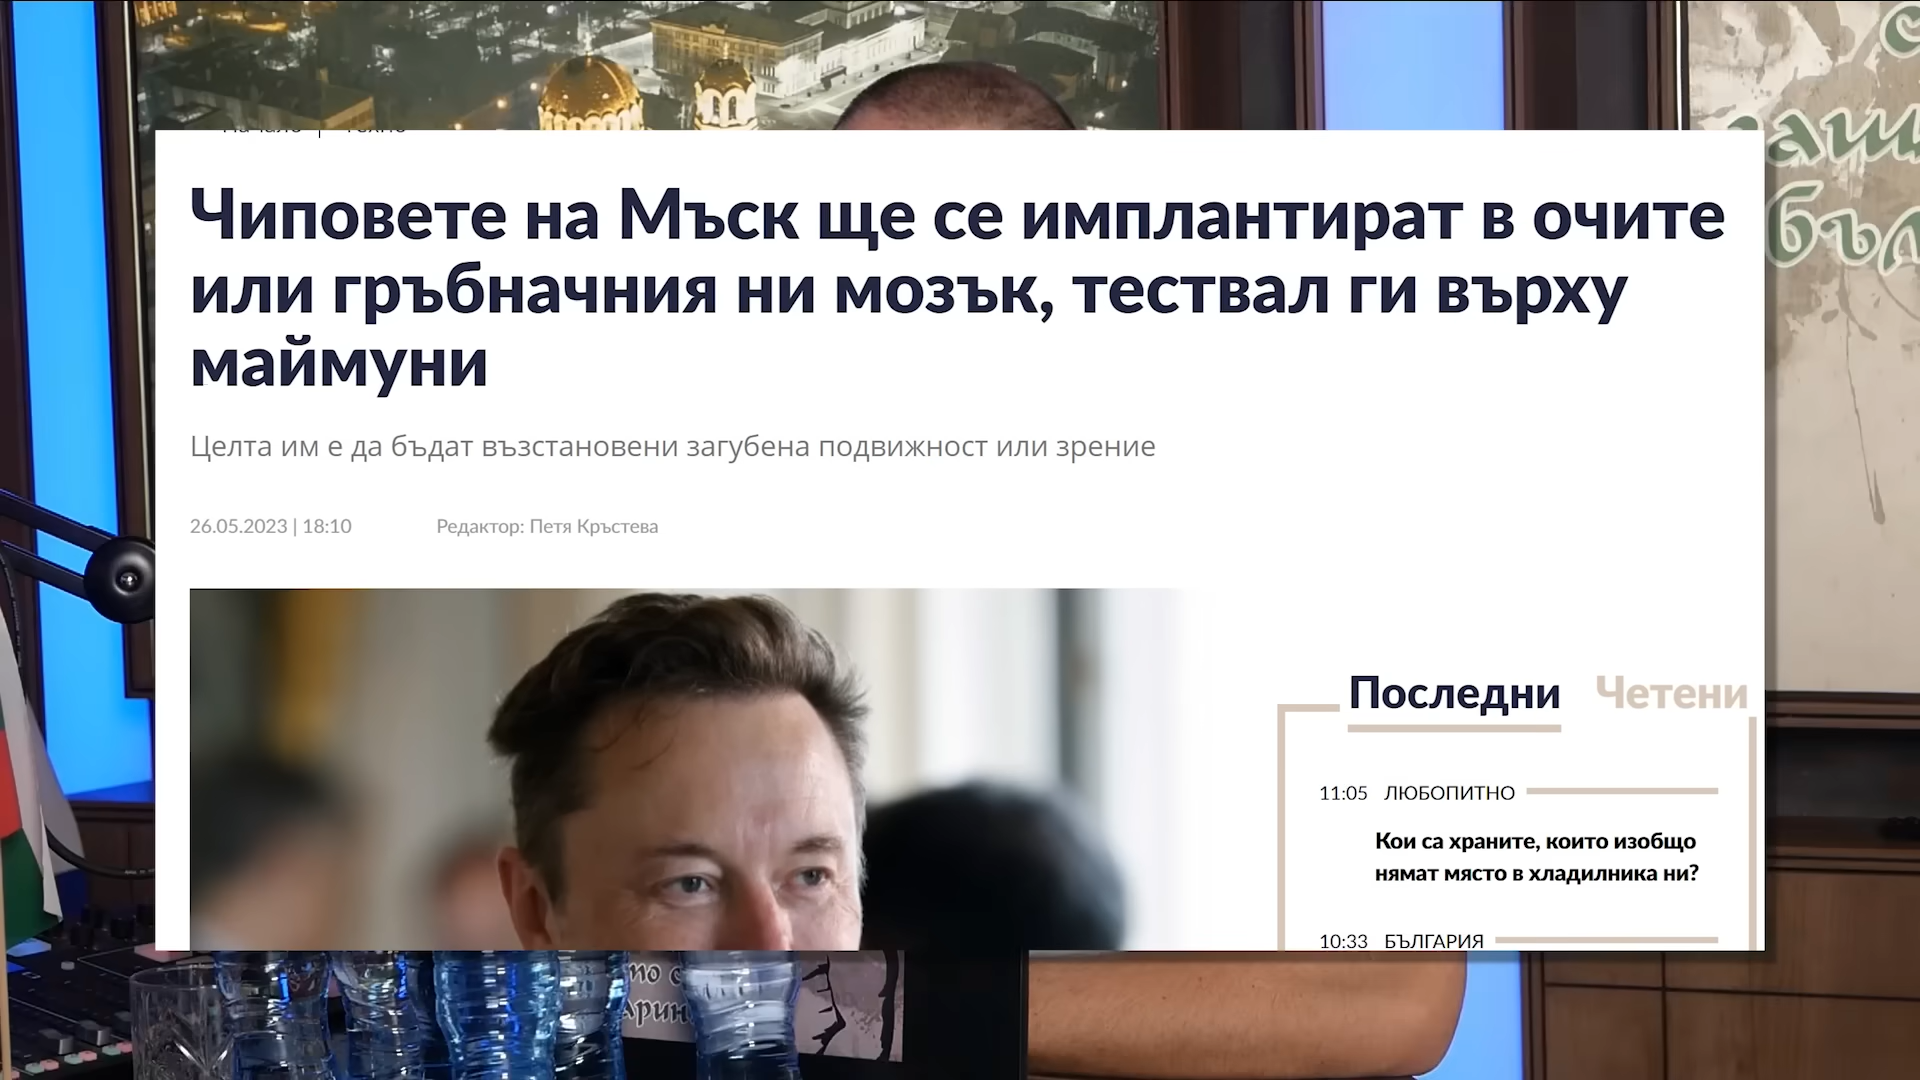 Чиповете на Мъск ще се имплантират в очите
или гръбначния ни мозък, тествал ги върху
маймуни
Целта им е да бъдат възстановени загубена подвижност или зрение
26.05.2023 | 18:10 Редактор: Петя Кръстева
Последни Четени
11:05 ЛЮБОПИТНО
Кои са храните, които изобщо
нямат място в хладилника ни?
10:33 БЪЛГАРИЯ